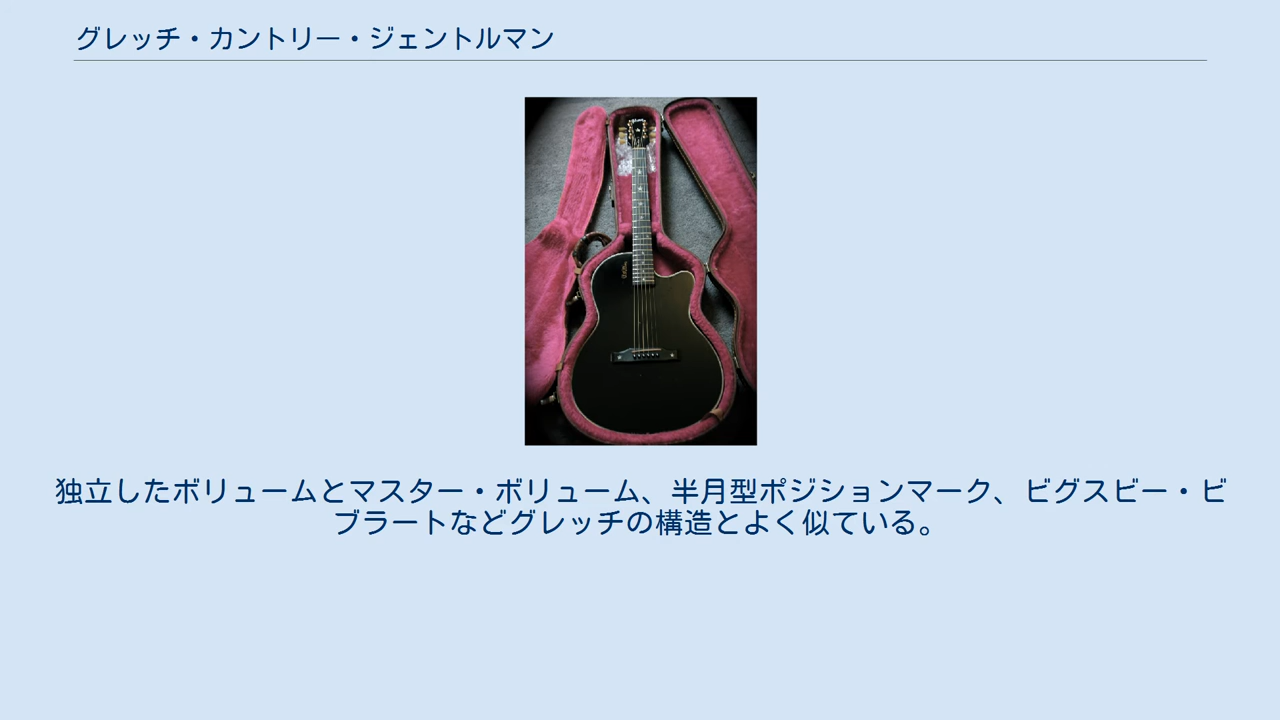 グレッチ・カントリー・ジェントルマン
独立したボリュームとマスター・ボリューム、半月型ポジションマーク、ビグスビー・ビ
ブラートなどグレッチの構造とよく似ている。